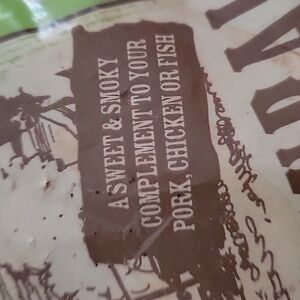 A SWEET & SMOKY
COMPLEMENT TO YOUR
PORK, CHICKEN OR FISH